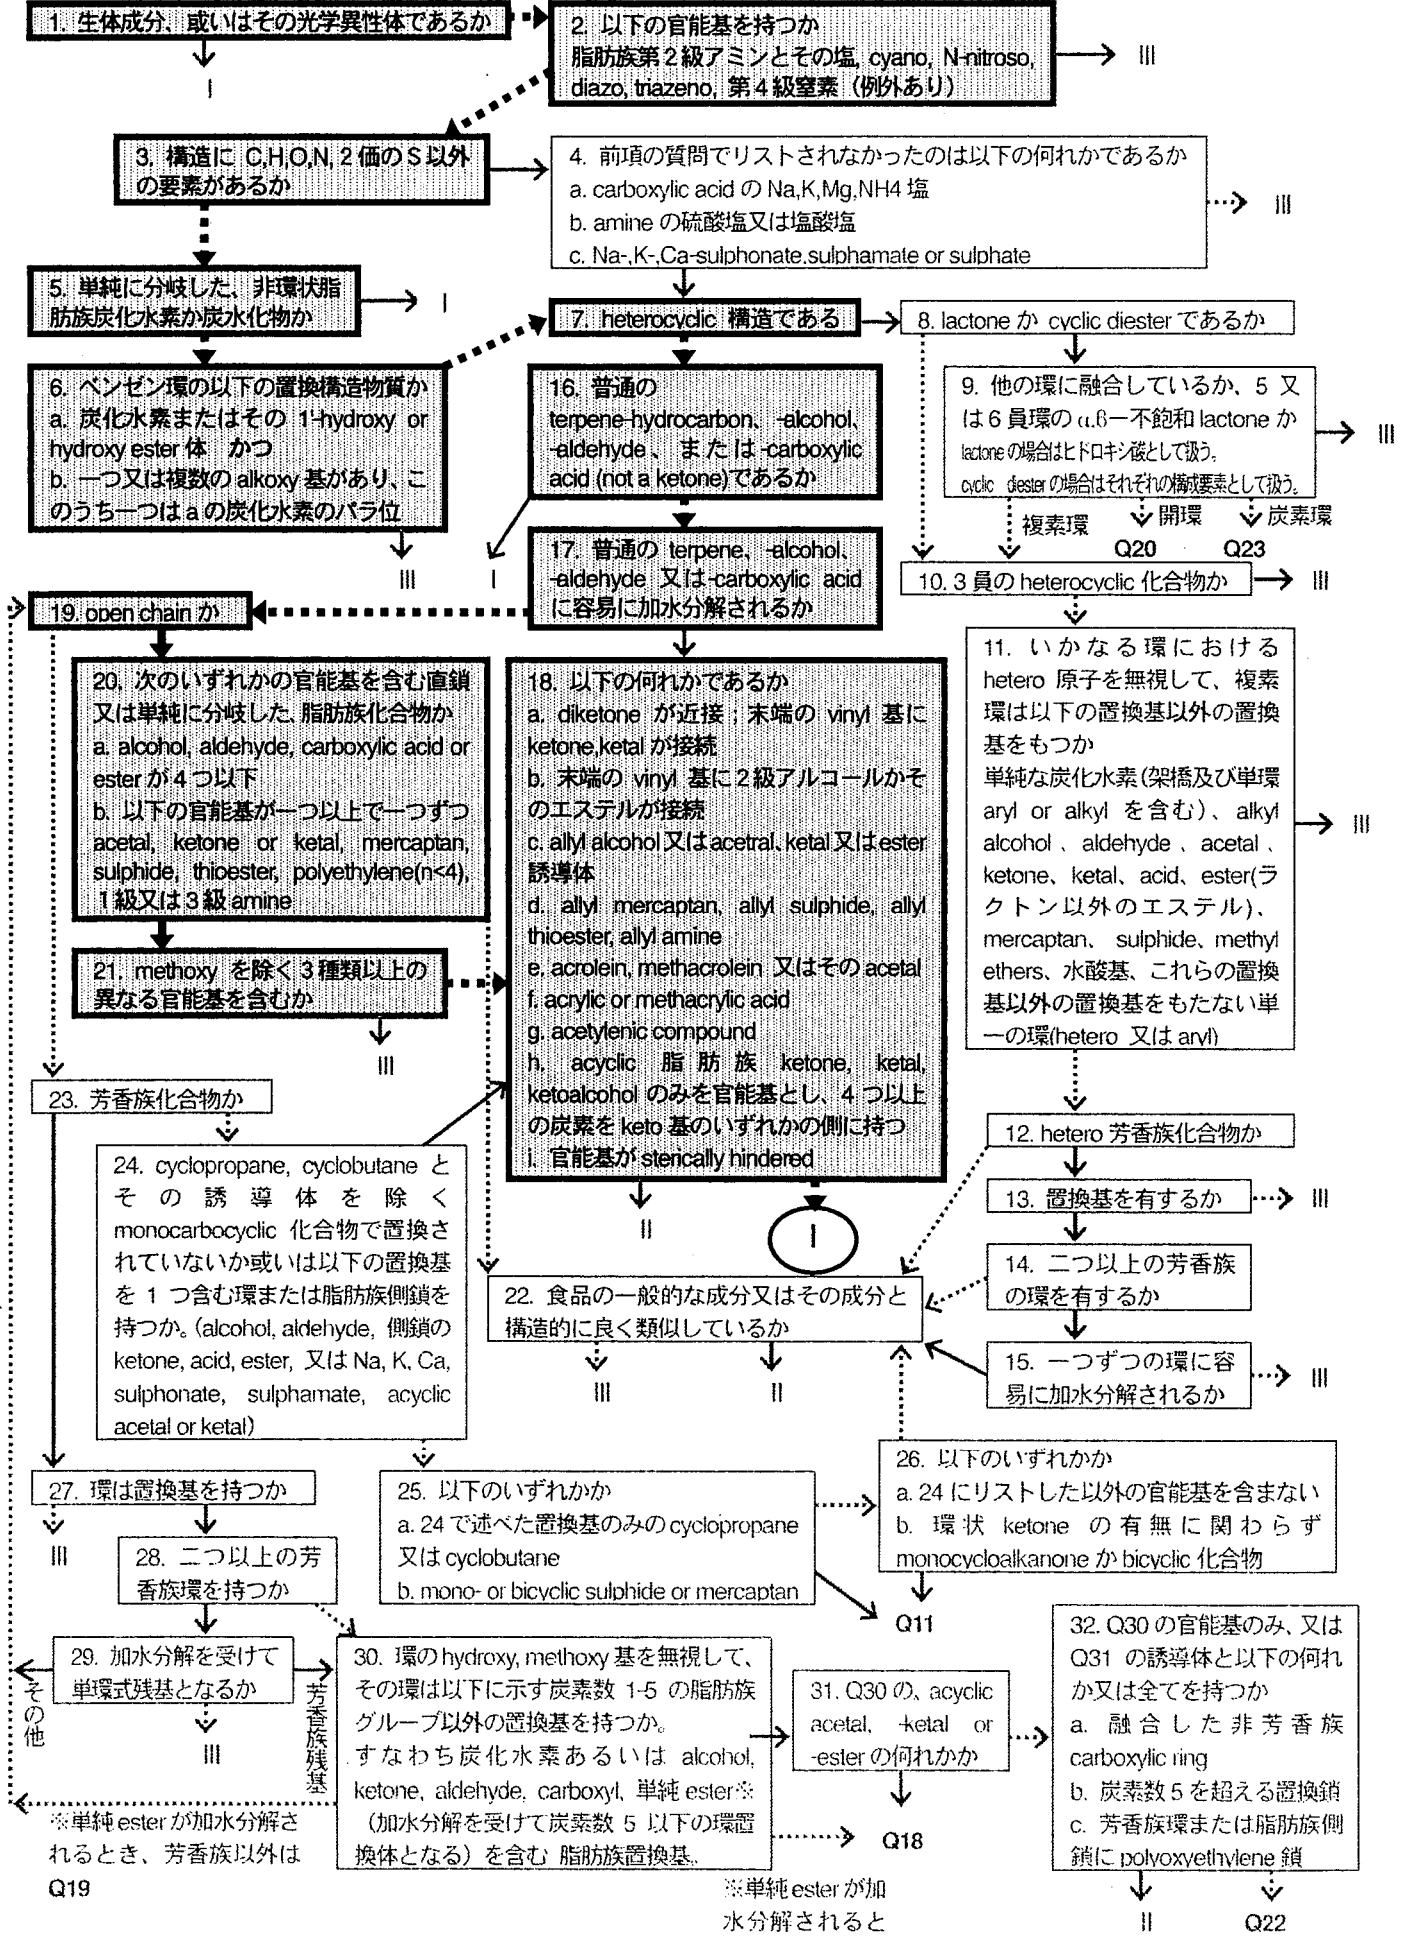 1. 生体成分、或いはその光学異性体であるか
I
2. 以下の官能基を持つか
脂肪族第2級アミンとその塩, cyano, N-nitroso,
diazo, triazeno, 第4級窒素（例外あり）
III
3. 構造に C,H,O,N, 2価のS以外
の要素があるか
4. 前項の質問でリストされなかったのは以下の何れかであるか
a. carboxylic acid の Na,K,Mg,NH4 塩
b. amine の硫酸塩又は塩酸塩
c. Na-,K-,Ca-sulphonate,sulphamate or sulphate
III
5. 単純に分岐した、非環状脂
肪族炭化水素か炭水化物か
I
6. ベンゼン環の以下の置換構造物質か
a. 炭化水素またはその 1'-hydroxy or
hydroxy ester 体　かつ
b. 一つ又は複数の alkoxy 基があり、こ
のうち一つは a の炭化水素のパラ位
III
7. heterocyclic 構造である
8. lactone か cyclic diester であるか
9. 他の環に融合しているか、5 又
は 6 員環の α,β－不飽和 lactone か
lactone の場合はヒドロキシ酸として扱う。
cyclic diester の場合はそれぞれの構成要素として扱う。
III
複素環
開環
炭素環
Q20
Q23
10. 3 員の heterocyclic 化合物か
III
11. いかなる環における
hetero 原子を無視して、複素
環は以下の置換基以外の置換
基をもつか
単純な炭化水素（架橋及び単環
aryl or alkyl を含む）、alkyl
alcohol、aldehyde、acetal、
ketone、ketal、acid、ester(ラ
クトン以外のエステル)、
mercaptan、sulphide、methyl
ethers、水酸基、これらの置換
基以外の置換基をもたない単
一の環(hetero 又は aryl)
III
12. hetero 芳香族化合物か
13. 置換基を有するか
III
14. 二つ以上の芳香族
の環を有するか
15. 一つずつの環に容
易に加水分解されるか
III
16. 普通の
terpene-hydrocarbon、-alcohol、
-aldehyde、または-carboxylic
acid (not a ketone)であるか
I
17. 普通の terpene、-alcohol、
-aldehyde 又は-carboxylic acid
に容易に加水分解されるか
18. 以下の何れかであるか
a. diketone が近接；末端の vinyl 基に
ketone,ketal が接続
b. 末端の vinyl 基に2級アルコールかそ
のエステルが接続
c. allyl alcohol 又は acetral、ketal 又は ester
誘導体
d. allyl mercaptan, allyl sulphide, allyl
thioester, allyl amine
e. acrolein, methacrolein 又はその acetal
f. acrylic or methacrylic acid
g. acetylenic compound
h. acyclic 脂肪族 ketone, ketal,
ketoalcohol のみを官能基とし、4つ以上
の炭素を keto 基のいずれかの側に持つ
i. 官能基が sterically hindered
II
I
19. open chain か
20. 次のいずれかの官能基を含む直鎖
又は単純に分岐した、脂肪族化合物か
a. alcohol, aldehyde, carboxylic acid or
ester が4つ以下
b. 以下の官能基が一つ以上で一つずつ
acetal, ketone or ketal, mercaptan,
sulphide, thioester, polyethylene(n<4),
1級又は3級 amine
21. methoxy を除く3種類以上の
異なる官能基を含むか
III
22. 食品の一般的な成分又はその成分と
構造的に良く類似しているか
III
II
23. 芳香族化合物か
24. cyclopropane, cyclobutane と
その誘導体を除く
monocarbocyclic 化合物で置換さ
れていないか或いは以下の置換基
を 1 つ含む環または脂肪族側鎖を
持つか。(alcohol, aldehyde, 側鎖の
ketone, acid, ester, 又は Na, K, Ca,
sulphonate, sulphamate, acyclic
acetal or ketal)
25. 以下のいずれかか
a. 24 で述べた置換基のみの cyclopropane
又は cyclobutane
b. mono- or bicyclic sulphide or mercaptan
26. 以下のいずれかか
a. 24 にリストした以外の官能基を含まない
b. 環状 ketone の有無に関わらず
monocycloalkanone か bicyclic 化合物
Q11
27. 環は置換基を持つか
III
28. 二つ以上の芳
香族環を持つか
29. 加水分解を受けて
単環式残基となるか
その他
芳香族残基
III
30. 環の hydroxy, methoxy 基を無視して、
その環は以下に示す炭素数 1-5 の脂肪族
グループ以外の置換基を持つか。
すなわち炭化水素あるいは alcohol,
ketone, aldehyde, carboxyl, 単純 ester※
（加水分解を受けて炭素数 5 以下の環置
換体となる）を含む 脂肪族置換基。
31. Q30 の、acyclic
acetal, -ketal or
-ester の何れかか
Q18
32. Q30 の官能基のみ、又は
Q31 の誘導体と以下の何れ
か又は全てを持つか
a. 融合した非芳香族
carboxylic ring
b. 炭素数 5 を超える置換鎖
c. 芳香族環または脂肪族側
鎖に polyoxyethylene 鎖
II
Q22
※単純 ester が加水分解さ
れるとき、芳香族以外は
Q19
※単純 ester が加
水分解されると